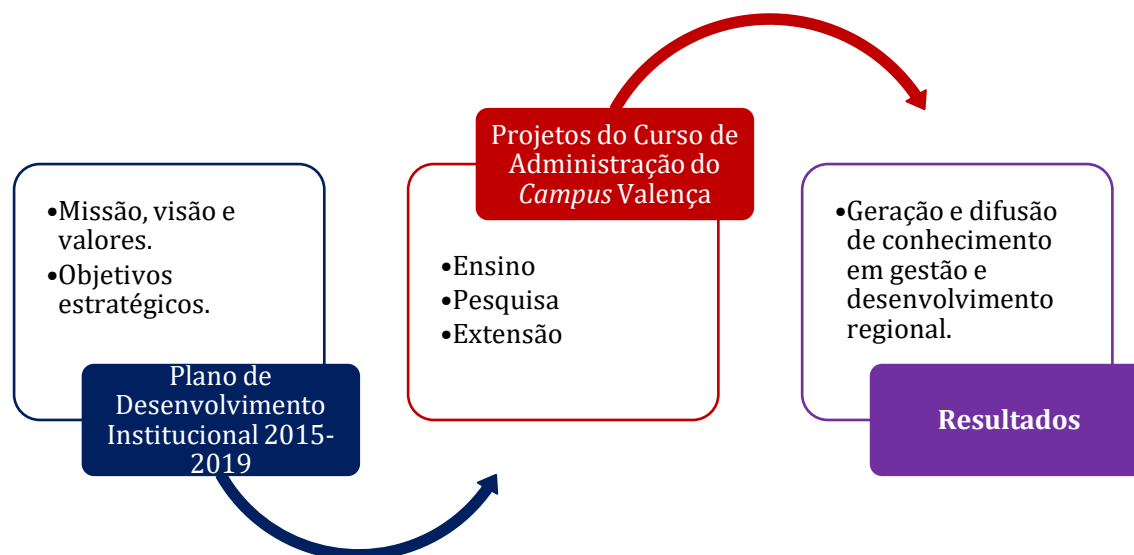 •Missão, visão e
valores.
•Objetivos
estratégicos.
Plano de
Desenvolvimento
Institucional 2015-
2019
Projetos do Curso de
Administração do
Campus Valença
•Ensino
•Pesquisa
•Extensão
•Geração e difusão
de conhecimento
em gestão e
desenvolvimento
regional.
Resultados